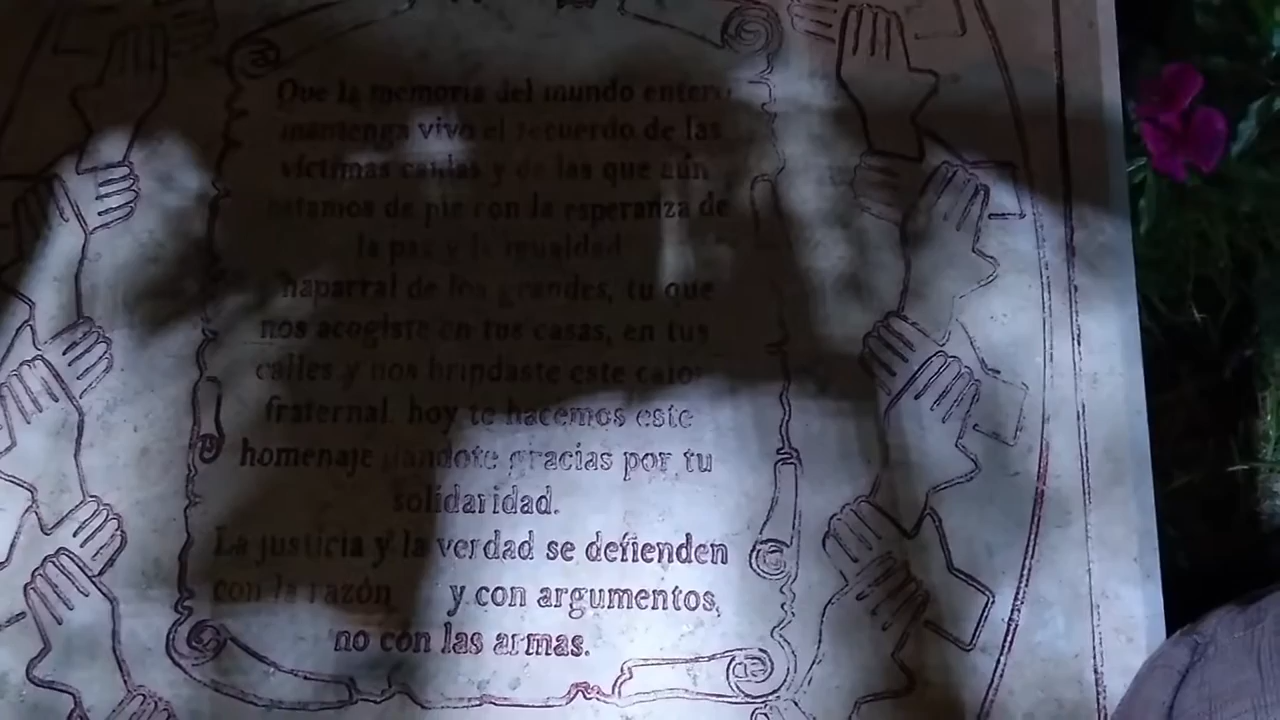 Que la memoria del mundo entero
mantenga vivo el recuerdo de las
víctimas caídas y de las que aún
estamos de pie con la esperanza de
la paz y la igualdad
haparral de los grandes, tu que
nos acogiste en tus casas, en tus
calles y nos brindaste este calor
fraternal hoy te hacemos este
homenaje dandote gracias por tu
solidaridad.
La justicia y la verdad se defienden
con la razón y con argumentos,
no con las armas.